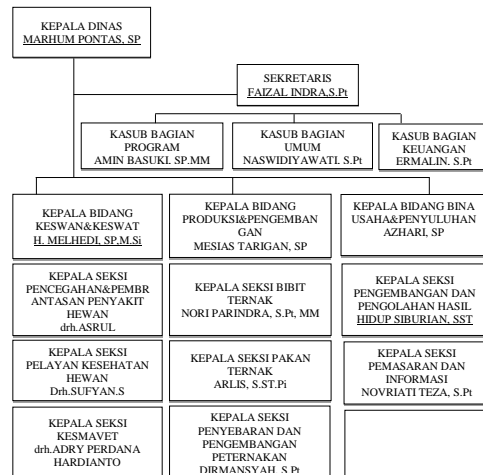 KEPALA DINAS
MARHUM PONTAS, SP
SEKRETARIS
FAIZAL INDRA,S.Pt
KASUB BAGIAN
PROGRAM
AMIN BASUKI. SP.MM
KASUB BAGIAN
UMUM
NASWIDIYAWATI. S.Pt
KASUB BAGIAN
KEUANGAN
ERMALIN. S.Pt
KEPALA BIDANG
KESWAN&KESWAT
H. MELHEDI, SP,M.Si
KEPALA BIDANG
PRODUKSI&PENGEMBAN
GAN
MESIAS TARIGAN, SP
KEPALA BIDANG BINA
USAHA&PENYULUHAN
AZHARI, SP
KEPALA SEKSI
PENCEGAHAN&PEMBR
ANTASAN PENYAKIT
HEWAN
drh.ASRUL
KEPALA SEKSI BIBIT
TERNAK
NORI PARINDRA, S.Pt, MM
KEPALA SEKSI
PENGEMBANGAN DAN
PENGOLAHAN HASIL
HIDUP SIBURIAN, SST
KEPALA SEKSI
PELAYAN KESEHATAN
HEWAN
Drh.SUFYAN.S
KEPALA SEKSI PAKAN
TERNAK
ARLIS, S.ST.Pi
KEPALA SEKSI
PEMASARAN DAN
INFORMASI
NOVRIATI TEZA, S.Pt
KEPALA SEKSI
KESMAVET
drh.ADRY PERDANA
HARDIANTO
KEPALA SEKSI
PENYEBARAN DAN
PENGEMBANGAN
PETERNAKAN
DIRMANSYAH, S.Pt